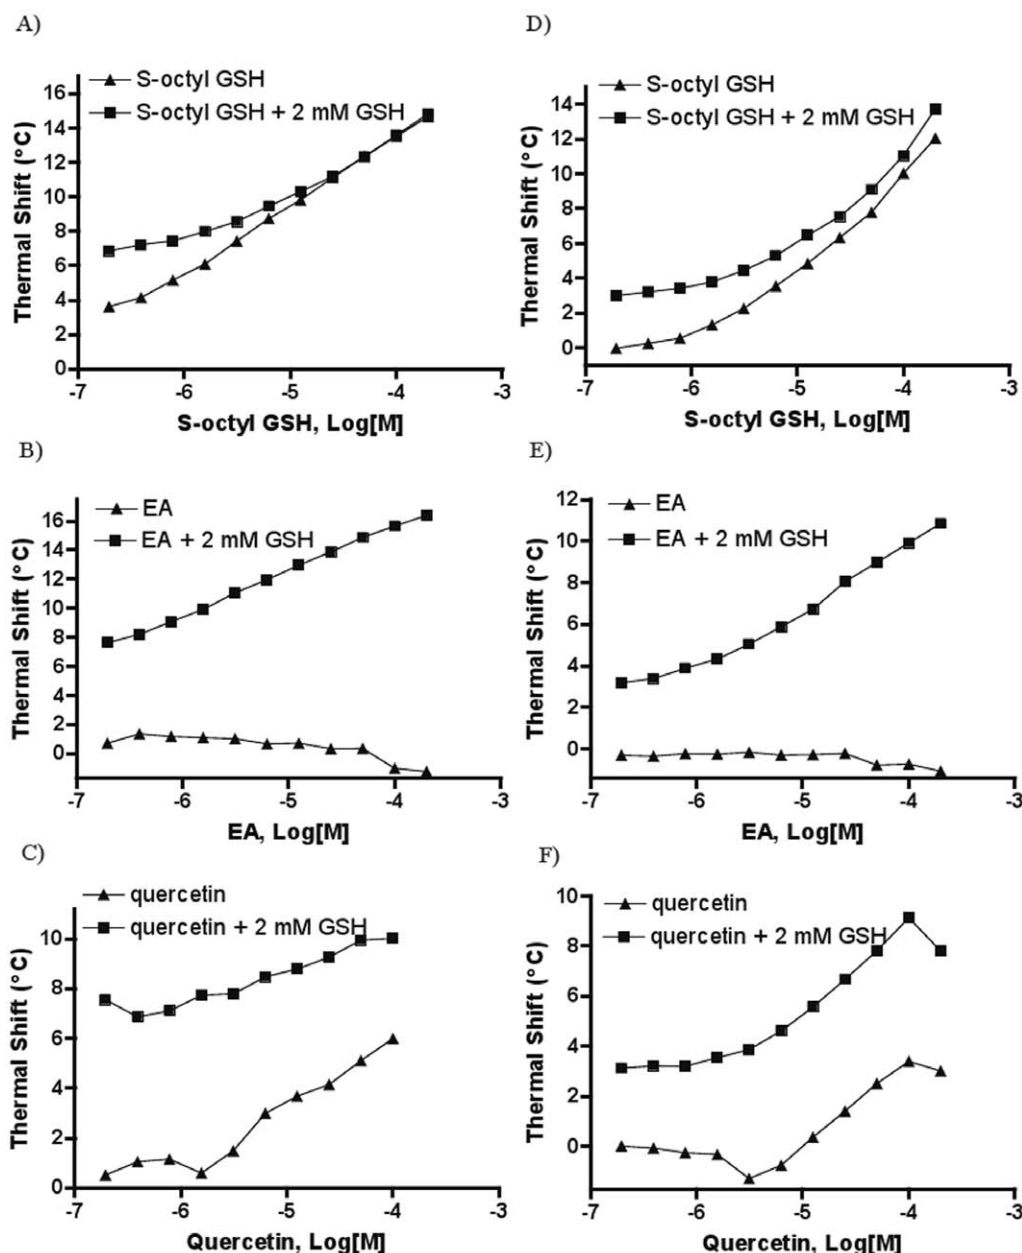 A)
S-octyl GSH
S-octyl GSH + 2 mM GSH
Thermal Shift (°C)
16
14
12
10
8
6
4
2
0
-7 -6 -5 -4 -3
S-octyl GSH, Log[M]
D)
S-octyl GSH
S-octyl GSH + 2 mM GSH
Thermal Shift (°C)
14
12
10
8
6
4
2
0
-7 -6 -5 -4 -3
S-octyl GSH, Log[M]
B)
EA
EA + 2 mM GSH
Thermal Shift (°C)
16
14
12
10
8
6
4
2
0
-7 -6 -5 -4 -3
EA, Log[M]
E)
EA
EA + 2 mM GSH
Thermal Shift (°C)
12
10
8
6
4
2
0
-7 -6 -5 -4 -3
EA, Log[M]
C)
quercetin
quercetin + 2 mM GSH
Thermal Shift (°C)
10
8
6
4
2
0
-7 -6 -5 -4 -3
Quercetin, Log[M]
F)
quercetin
quercetin + 2 mM GSH
Thermal Shift (°C)
10
8
6
4
2
0
-7 -6 -5 -4 -3
Quercetin, Log[M]